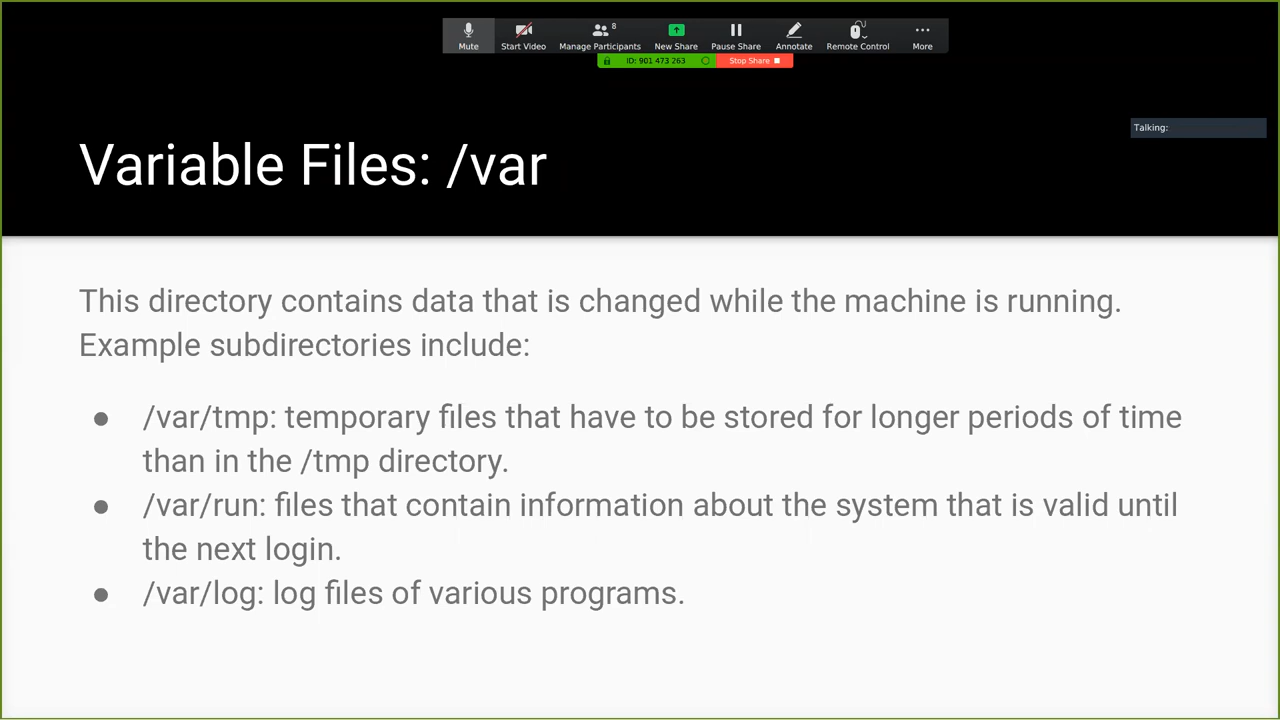 8
Mute
Start Video
Manage Participants
New Share
Pause Share
Annotate
Remote Control
More
ID: 901 473 263
Stop Share
Talking:
Variable Files: /var
This directory contains data that is changed while the machine is running.
Example subdirectories include:
● /var/tmp: temporary files that have to be stored for longer periods of time
than in the /tmp directory.
● /var/run: files that contain information about the system that is valid until
the next login.
● /var/log: log files of various programs.